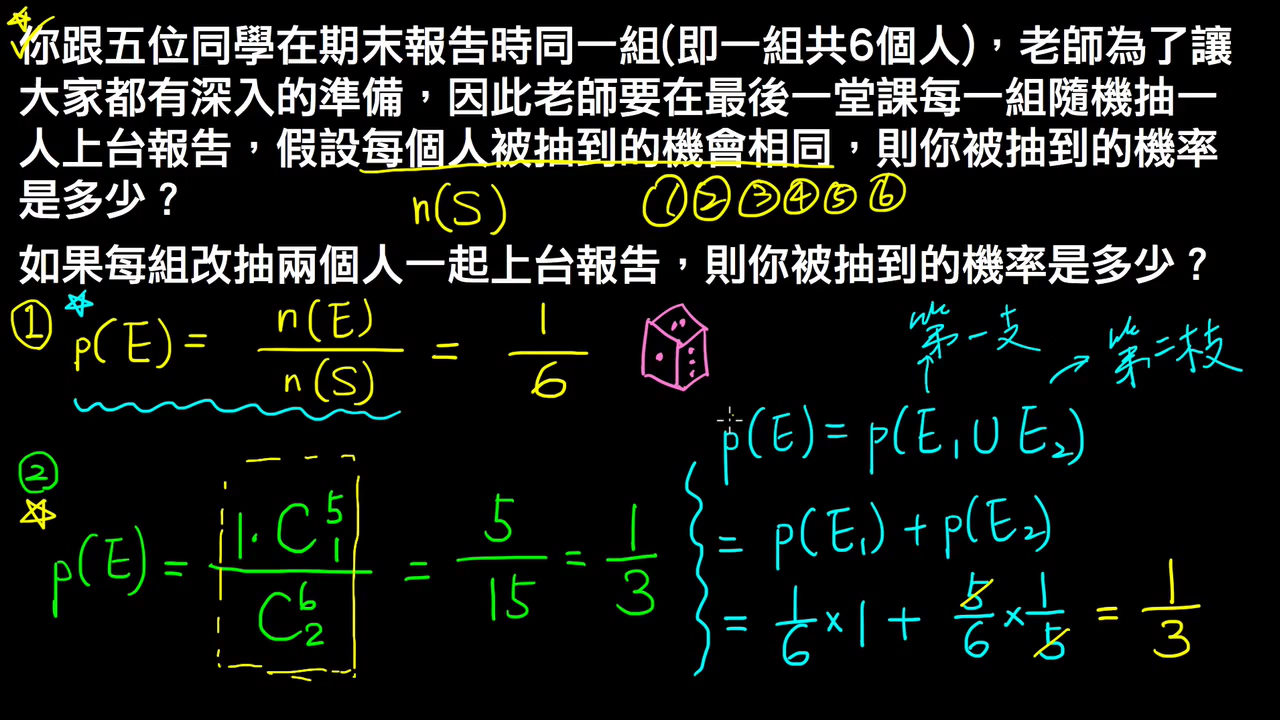 你跟五位同學在期末報告時同一組(即一組共6個人)，老師為了讓
大家都有深入的準備，因此老師要在最後一堂課每一組隨機抽一
人上台報告，假設每個人被抽到的機會相同，則你被抽到的機率
是多少？
n(S) ① ② ③ ④ ⑤ ⑥
如果每組改抽兩個人一起上台報告，則你被抽到的機率是多少？
① p(E) = n(E)/n(S) = 1/6
② p(E) = 1·C⁵₁/C⁶₂ = 5/15 = 1/3
第一支
第二枝
p(E) = p(E₁ ∪ E₂)
= p(E₁) + p(E₂)
= 1/6 × 1 + 5/6 × 1/5 = 1/3